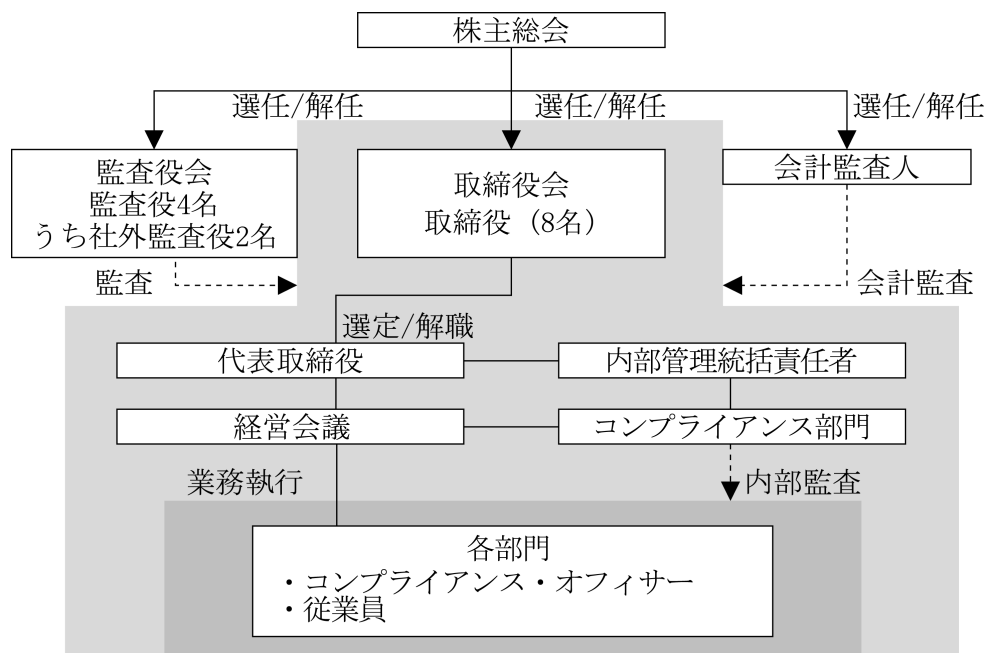 株主総会
選任/解任
選任/解任
選任/解任
監査役会
監査役4名
うち社外監査役2名
取締役会
取締役（8名）
会計監査人
監査
会計監査
選定/解職
代表取締役
内部管理統括責任者
経営会議
コンプライアンス部門
業務執行
内部監査
各部門
・コンプライアンス・オフィサー
・従業員